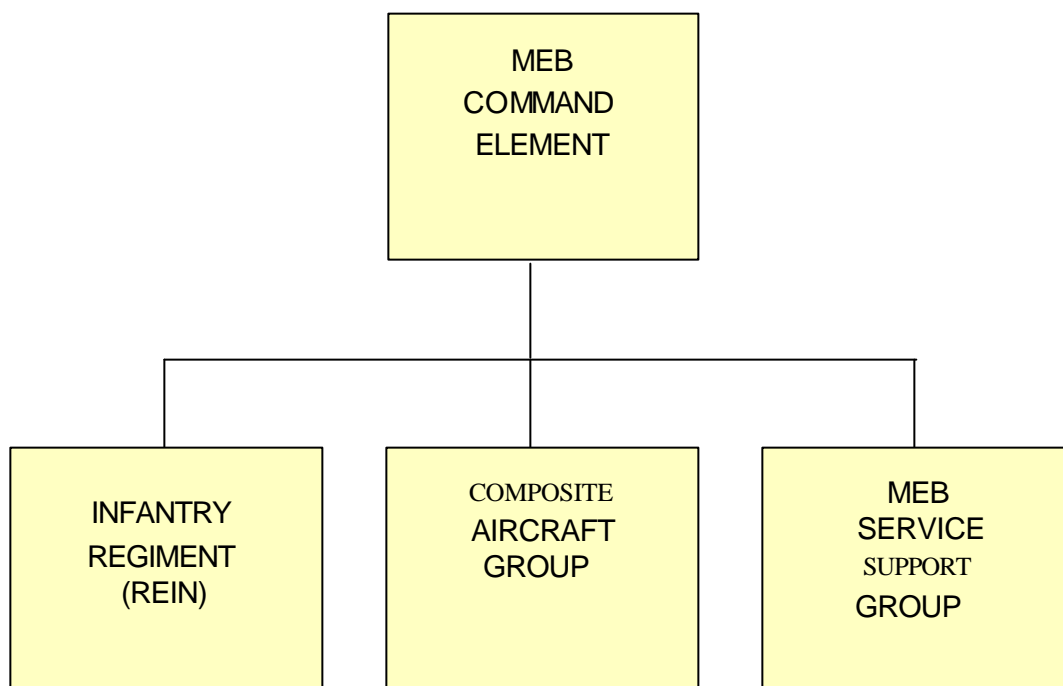 MEB
COMMAND
ELEMENT
INFANTRY
REGIMENT
(REIN)
COMPOSITE
AIRCRAFT
GROUP
MEB
SERVICE
SUPPORT
GROUP